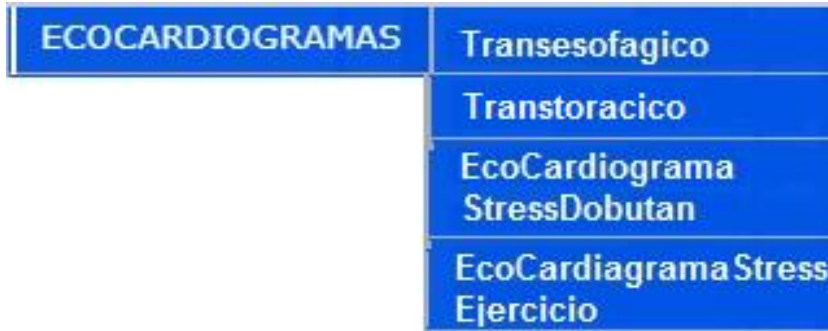 ECOCARDIOGRAMAS
Transesofagico
Transtoracico
EcoCardiograma
StressDobutan
EcoCardiagramaStress
Ejercicio